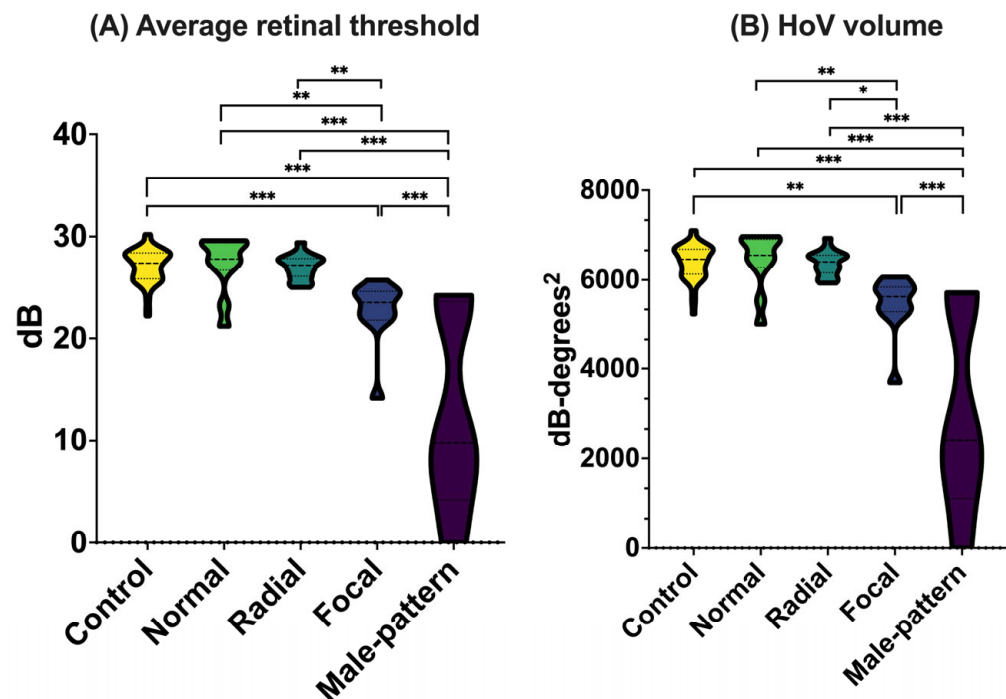 (A) Average retinal threshold
**
**
***
***
***
***
***
40
30
20
10
0
dB
Control
Normal
Radial
Focal
Male-pattern
(B) HoV volume
**
*
***
***
***
**
***
8000
6000
4000
2000
0
dB-degrees²
Control
Normal
Radial
Focal
Male-pattern